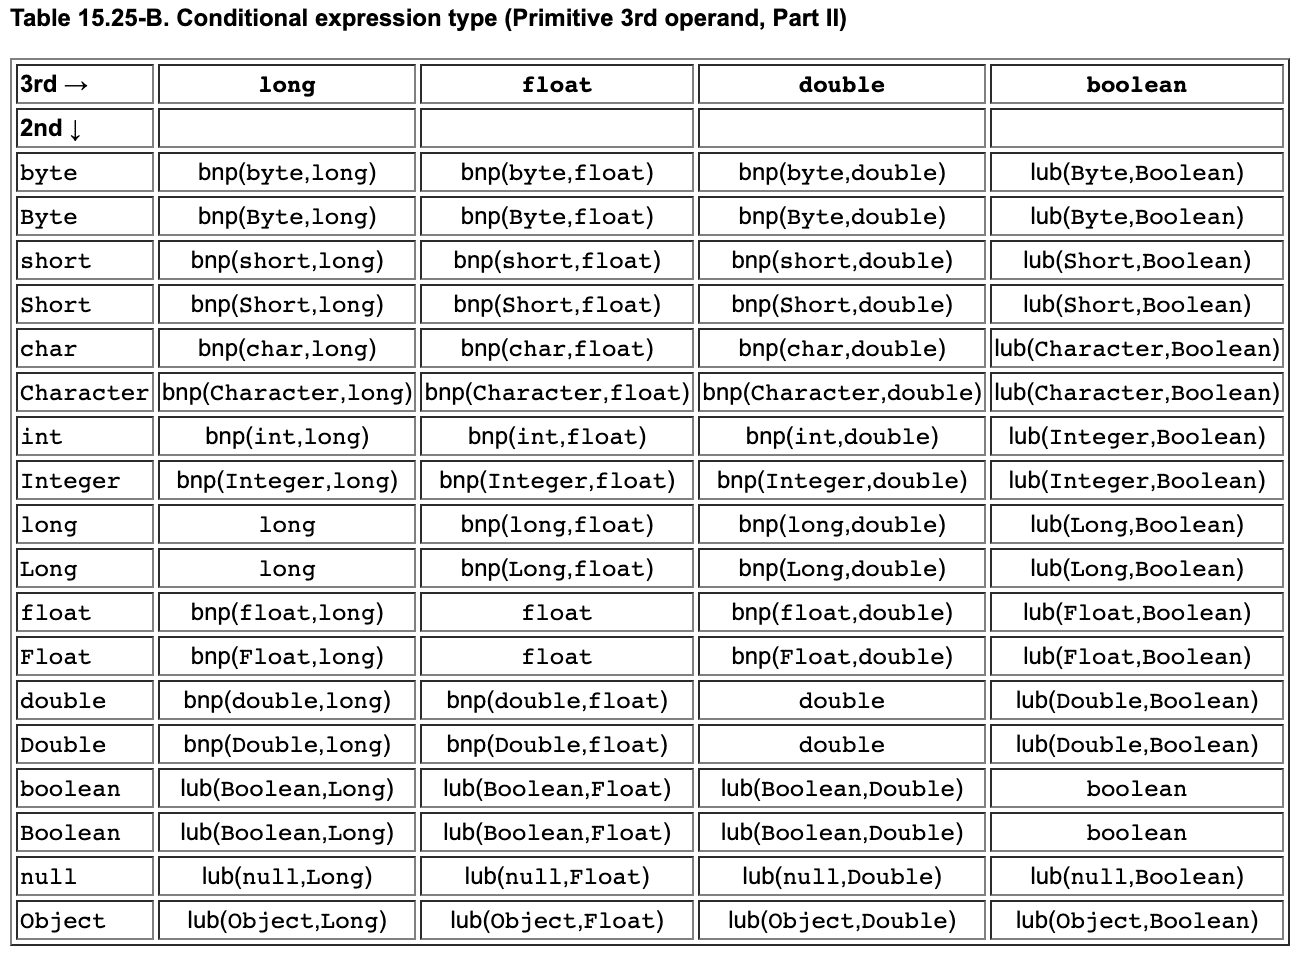 Table 15.25-B. Conditional expression type (Primitive 3rd operand, Part II)
3rd → long float double boolean
2nd ↓
byte bnp(byte,long) bnp(byte,float) bnp(byte,double) lub(Byte,Boolean)
Byte bnp(Byte,long) bnp(Byte,float) bnp(Byte,double) lub(Byte,Boolean)
short bnp(short,long) bnp(short,float) bnp(short,double) lub(Short,Boolean)
Short bnp(Short,long) bnp(Short,float) bnp(Short,double) lub(Short,Boolean)
char bnp(char,long) bnp(char,float) bnp(char,double) lub(Character,Boolean)
Character bnp(Character,long) bnp(Character,float) bnp(Character,double) lub(Character,Boolean)
int bnp(int,long) bnp(int,float) bnp(int,double) lub(Integer,Boolean)
Integer bnp(Integer,long) bnp(Integer,float) bnp(Integer,double) lub(Integer,Boolean)
long long bnp(long,float) bnp(long,double) lub(Long,Boolean)
Long long bnp(Long,float) bnp(Long,double) lub(Long,Boolean)
float bnp(float,long) float bnp(float,double) lub(Float,Boolean)
Float bnp(Float,long) float bnp(Float,double) lub(Float,Boolean)
double bnp(double,long) bnp(double,float) double lub(Double,Boolean)
Double bnp(Double,long) bnp(Double,float) double lub(Double,Boolean)
boolean lub(Boolean,Long) lub(Boolean,Float) lub(Boolean,Double) boolean
Boolean lub(Boolean,Long) lub(Boolean,Float) lub(Boolean,Double) boolean
null lub(null,Long) lub(null,Float) lub(null,Double) lub(null,Boolean)
Object lub(Object,Long) lub(Object,Float) lub(Object,Double) lub(Object,Boolean)